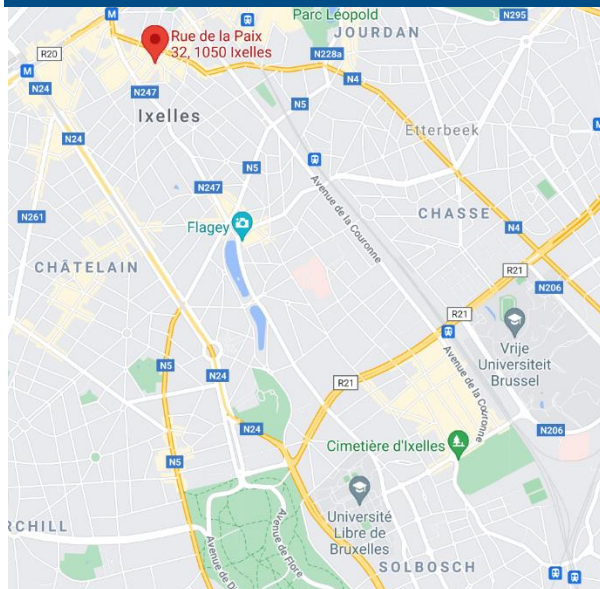 Parc Léopold
N295
M
Rue de la Paix
32, 1050 Ixelles
JOURDAN
R20
N228a
M
N4
N24
N247
N5
Ixelles
Etterbeek
M
N24
N5
N247
Avenue de la Couronne
N261
Flagey
CHASSE
N4
CHÂTELAIN
R21
N206
R21
Vrije
Universiteit
Brussel
N5
N24
R21
Avenue de la Couronne
N24
Cimetière d'Ixelles
N206
N5
Université
Libre de
Bruxelles
RCHILL
Avenue de Flore
Avenue de Di
SOLBOSCH